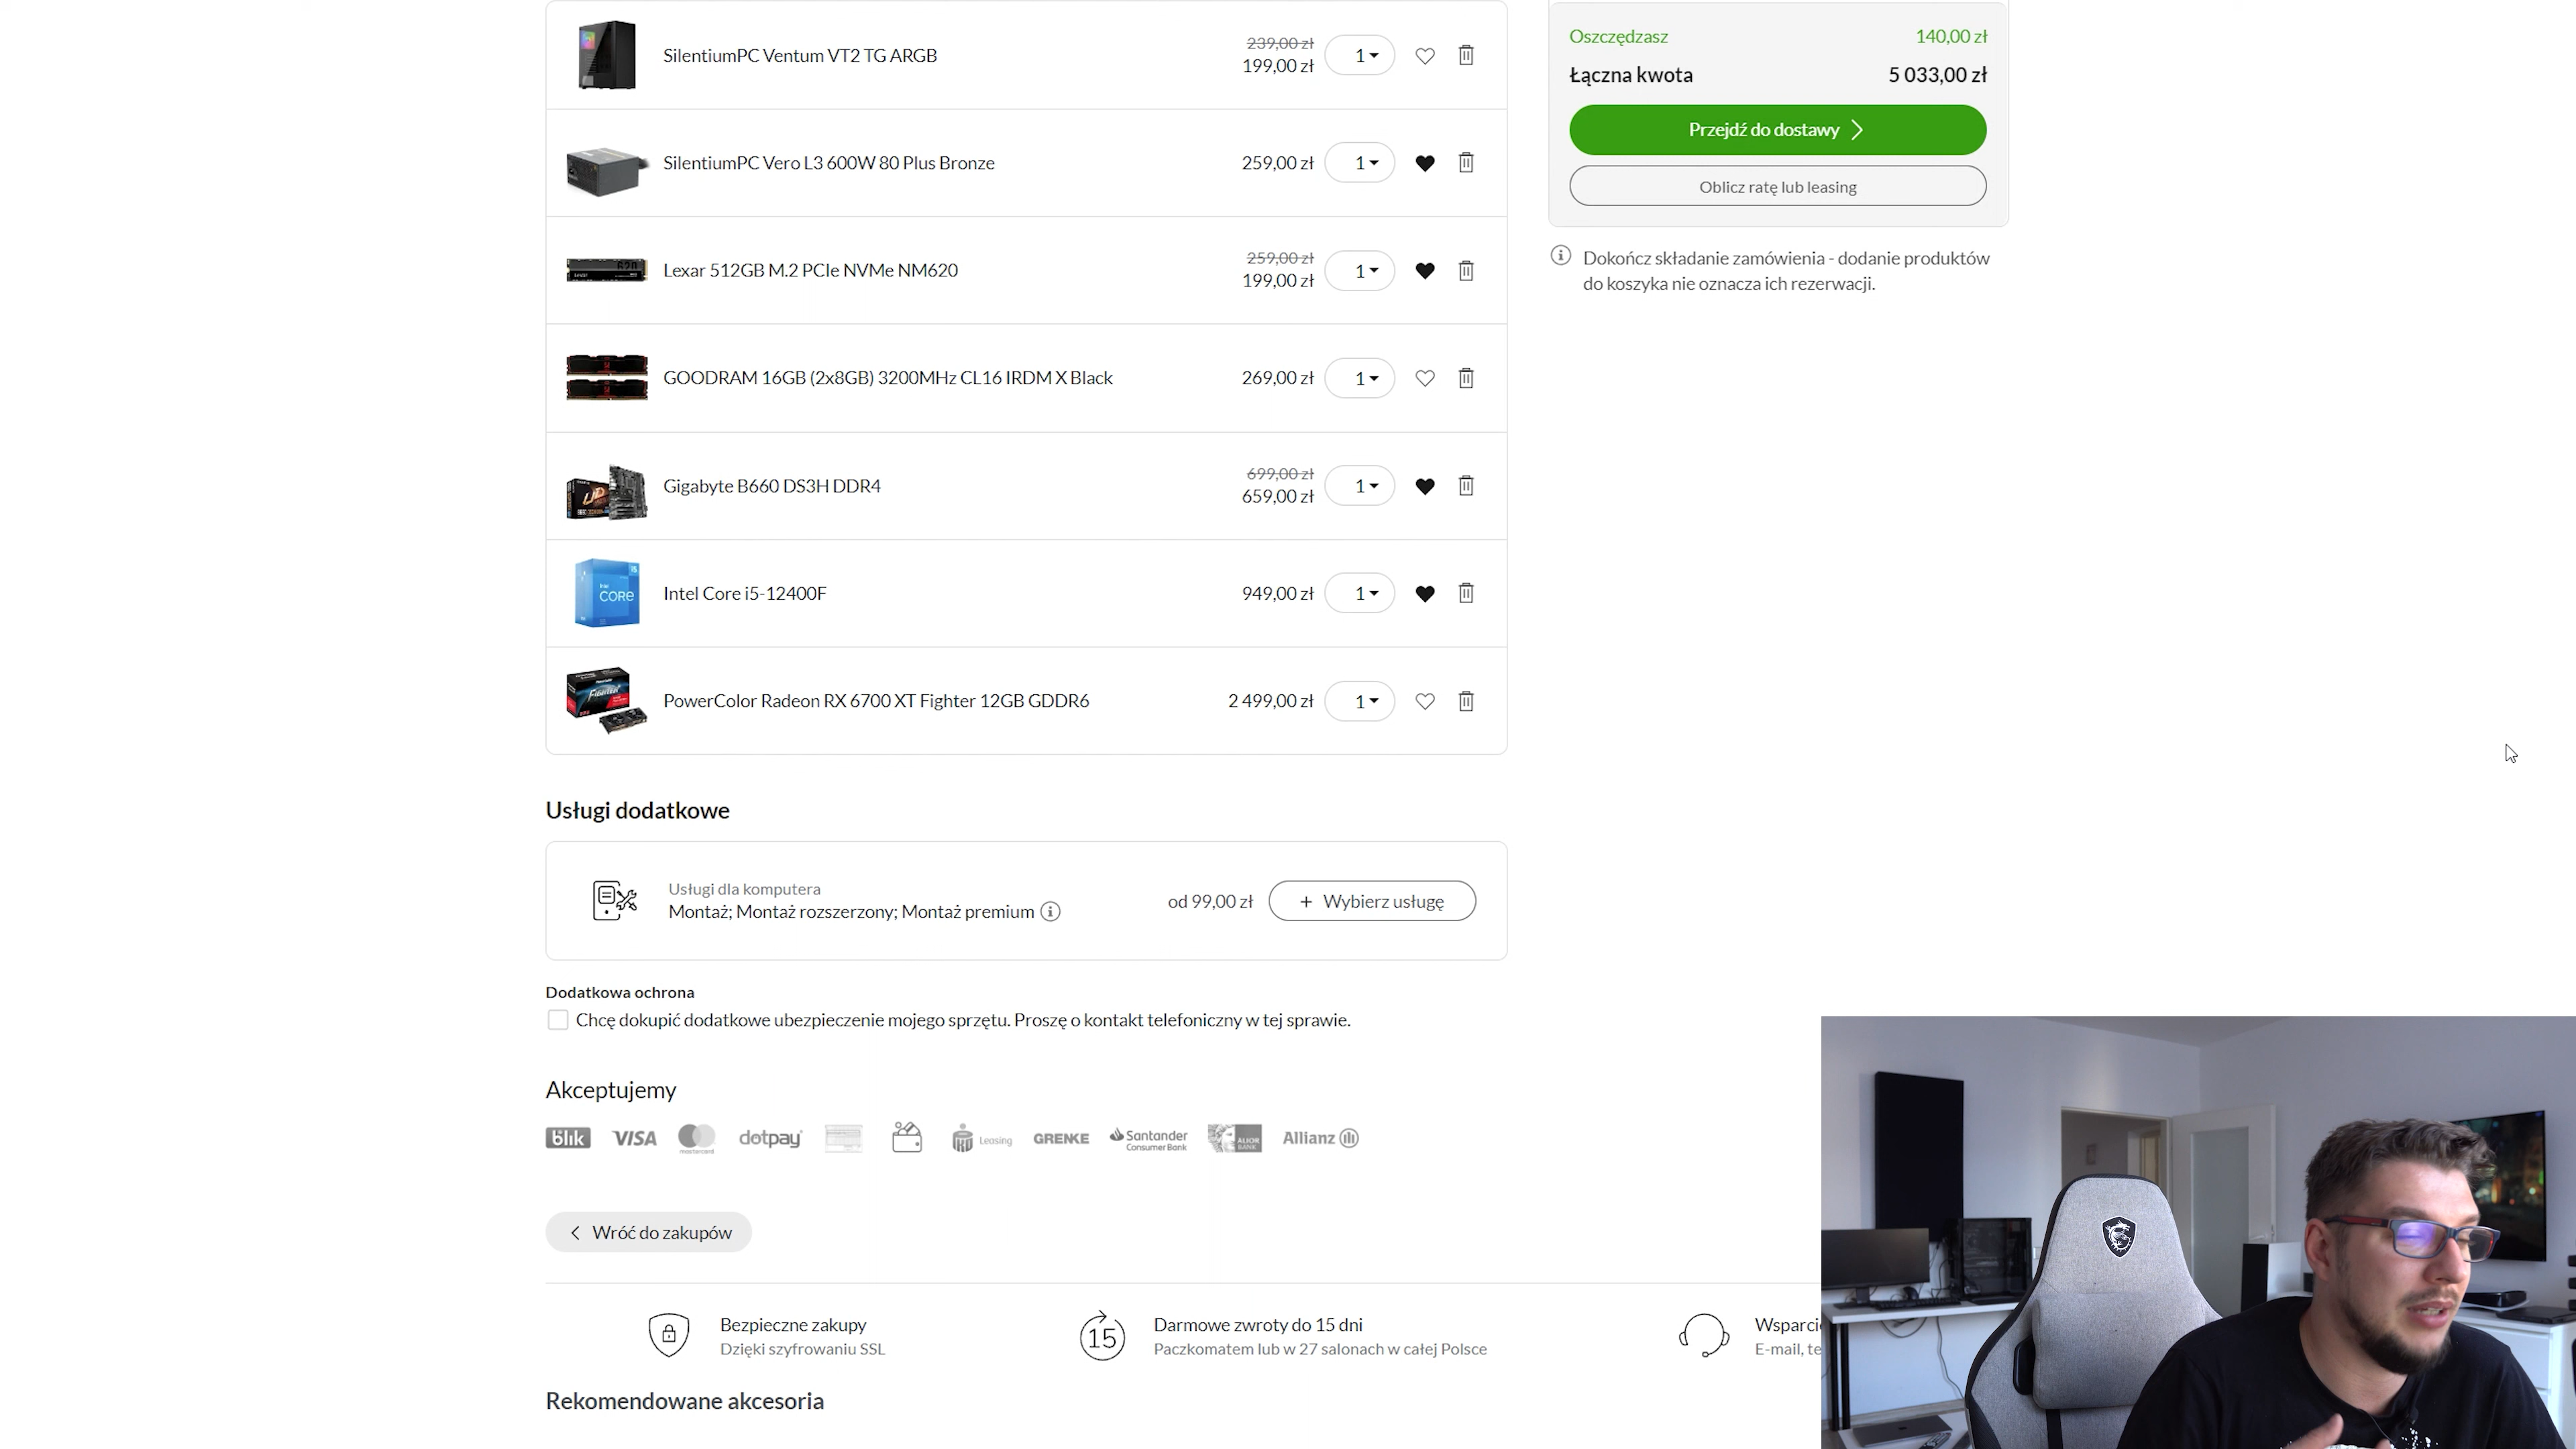 SilentiumPC Ventum VT2 TG ARGB
239,00 zł
199,00 zł
1
SilentiumPC Vero L3 600W 80 Plus Bronze
259,00 zł
1
Lexar 512GB M.2 PCIe NVMe NM620
259,00 zł
199,00 zł
1
GOODRAM 16GB (2x8GB) 3200MHz CL16 IRDM X Black
269,00 zł
1
Gigabyte B660 DS3H DDR4
699,00 zł
659,00 zł
1
Intel Core i5-12400F
949,00 zł
1
PowerColor Radeon RX 6700 XT Fighter 12GB GDDR6
2 499,00 zł
1
Oszczędzasz 140,00 zł
Łączna kwota 5 033,00 zł
Przejdź do dostawy
Oblicz ratę lub leasing
Dokończ składanie zamówienia - dodanie produktów
do koszyka nie oznacza ich rezerwacji.
Usługi dodatkowe
Usługi dla komputera
Montaż; Montaż rozszerzony; Montaż premium
od 99,00 zł
+ Wybierz usługę
Dodatkowa ochrona
Chcę dokupić dodatkowe ubezpieczenie mojego sprzętu. Proszę o kontakt telefoniczny w tej sprawie.
Akceptujemy
blik VISA mastercard dotpay Leasing GRENKE Santander Consumer Bank ALIOR BANK Allianz
Wróć do zakupów
Bezpieczne zakupy
Dzięki szyfrowaniu SSL
15
Darmowe zwroty do 15 dni
Paczkomatem lub w 27 salonach w całej Polsce
Wsparci
E-mail, te
Rekomendowane akcesoria